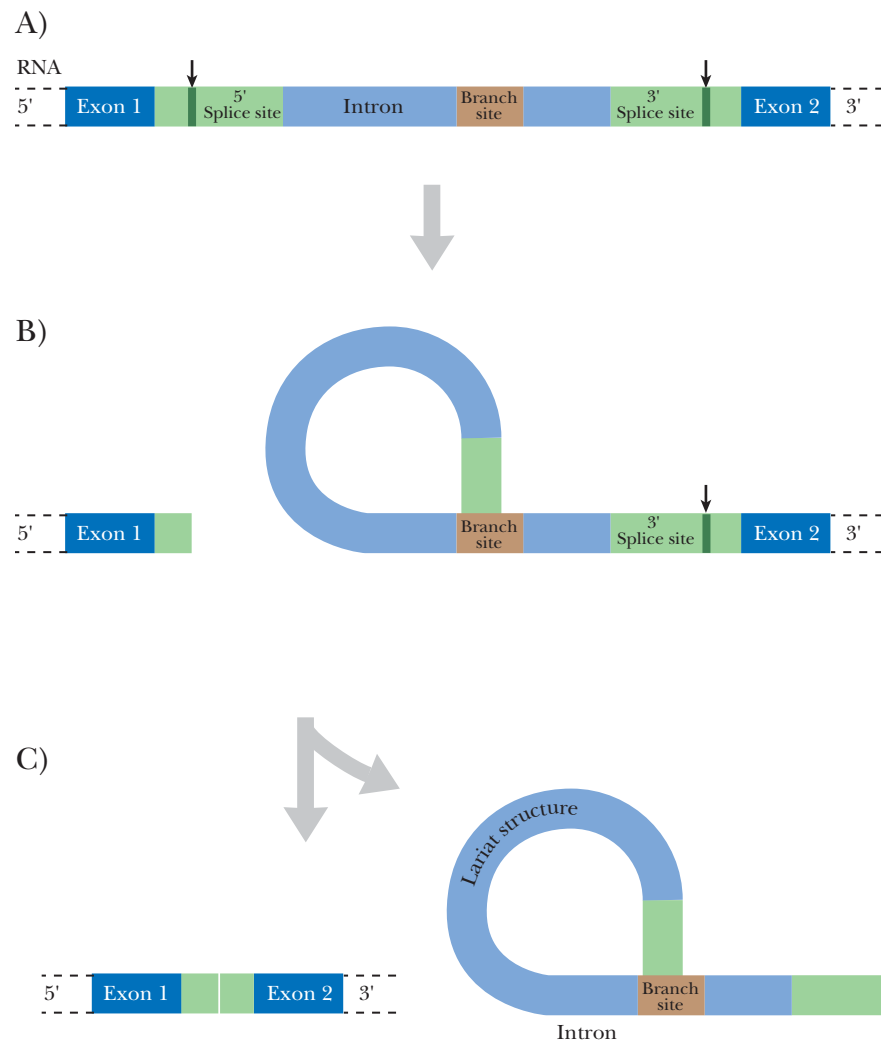 A)
RNA
5' Exon 1 5' Splice site Intron Branch site 3' Splice site Exon 2 3'
B)
5' Exon 1 Branch site 3' Splice site Exon 2 3'
C)
Lariat structure
5' Exon 1 Exon 2 3' Branch site
Intron